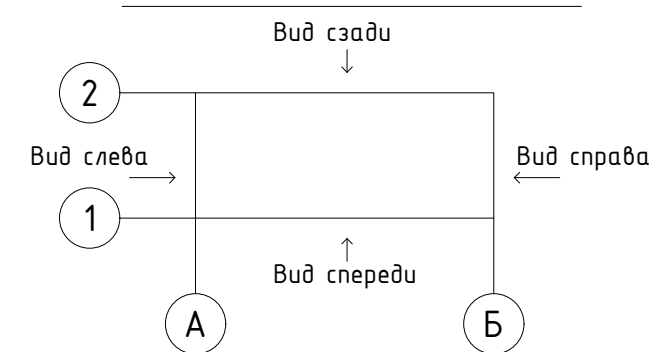 Вид сзади
2
Вид слева
Вид справа
1
Вид спереди
А
Б